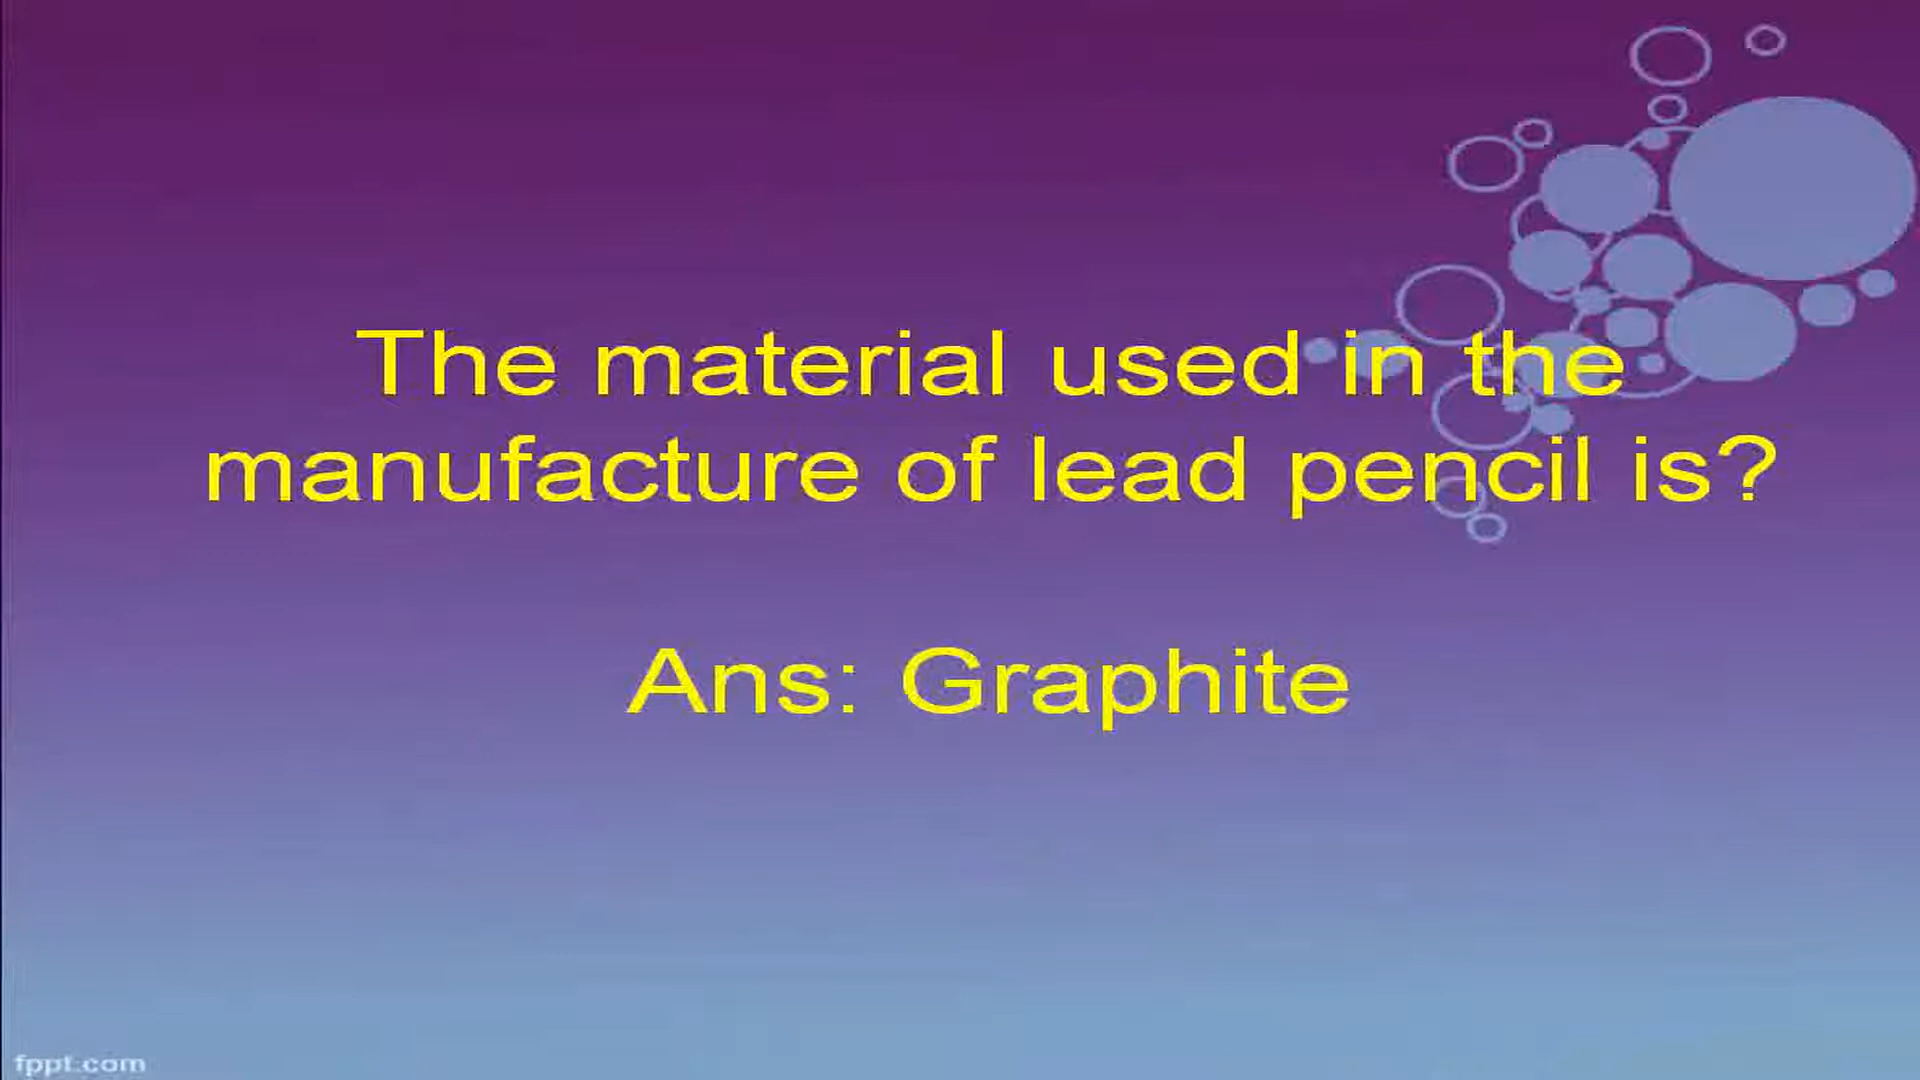 The material used in the
manufacture of lead pencil is?
Ans: Graphite
fppt.com